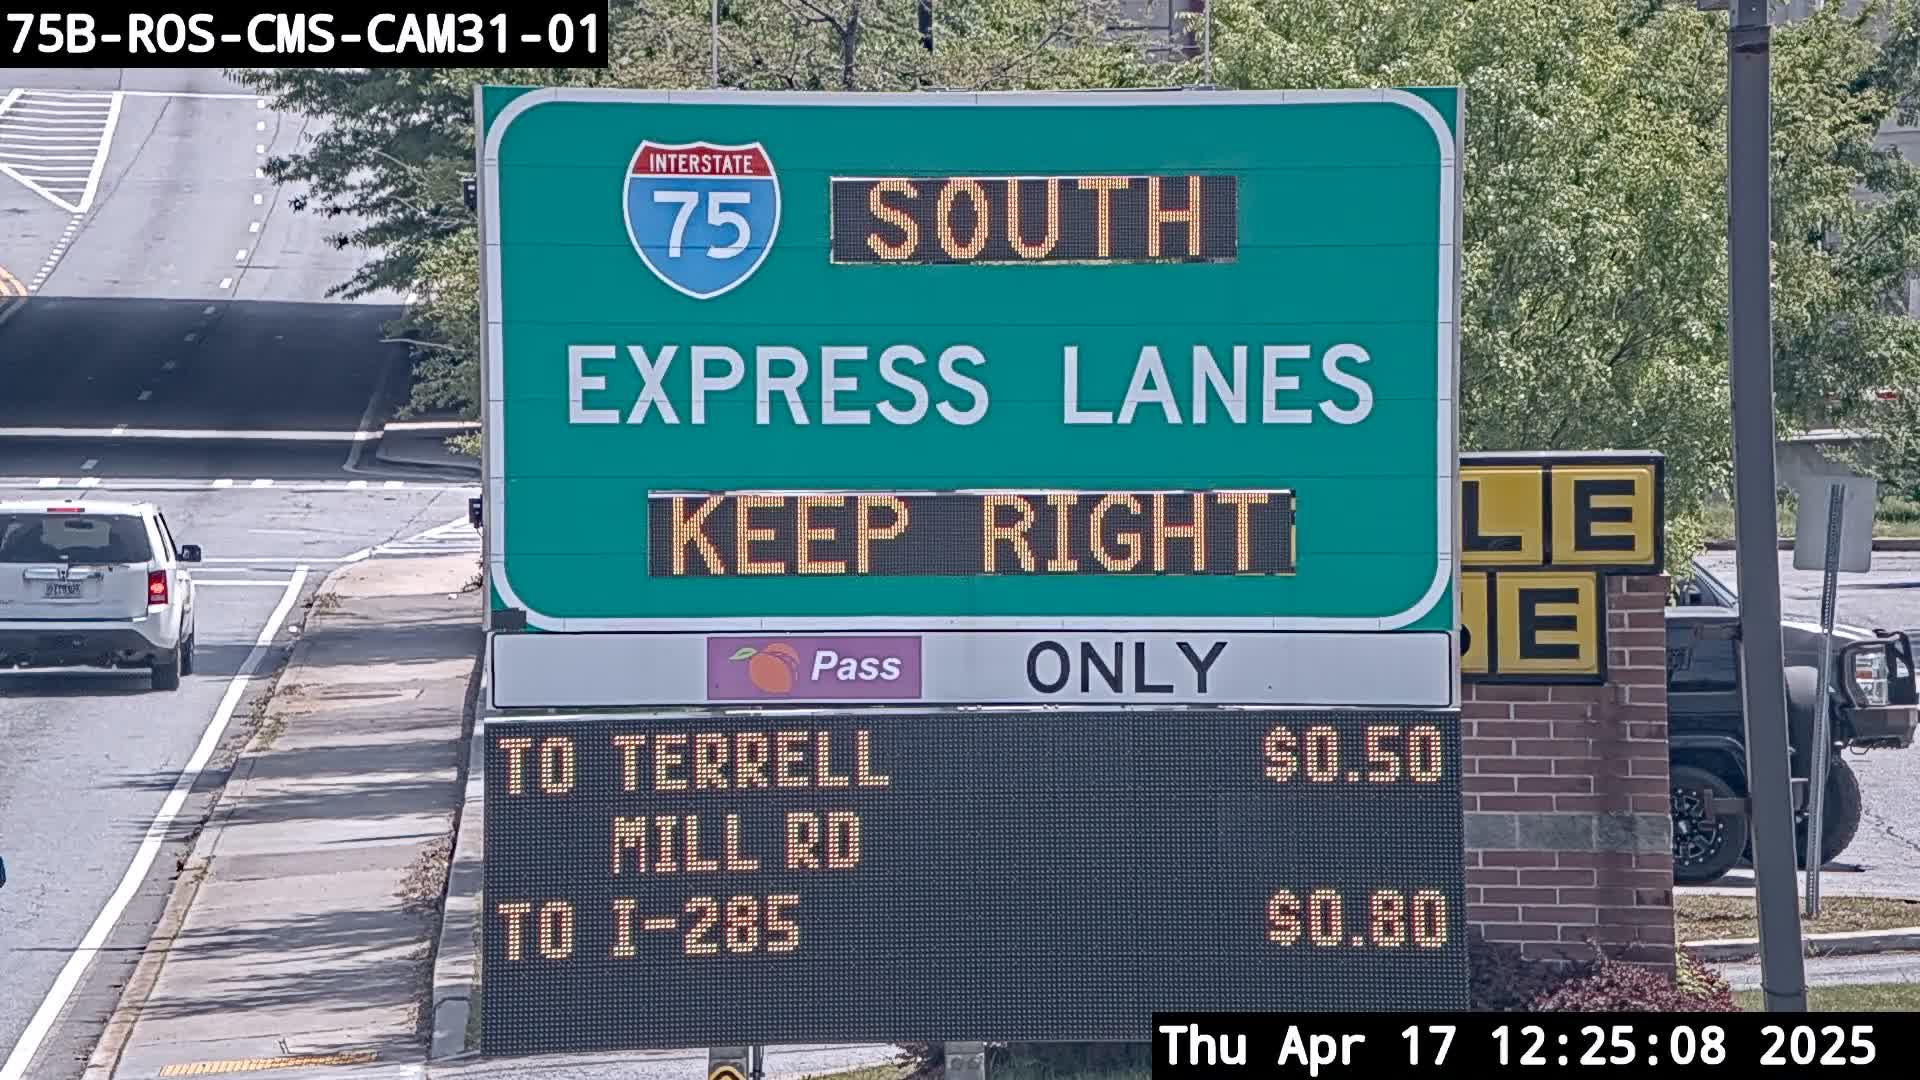 75B-ROS-CMS-CAM31-01
INTERSTATE
75
SOUTH
EXPRESS LANES
KEEP RIGHT
Pass ONLY
TO TERRELL $0.50
MILL RD
TO I-285 $0.80
LE
E
Thu Apr 17 12:25:08 2025